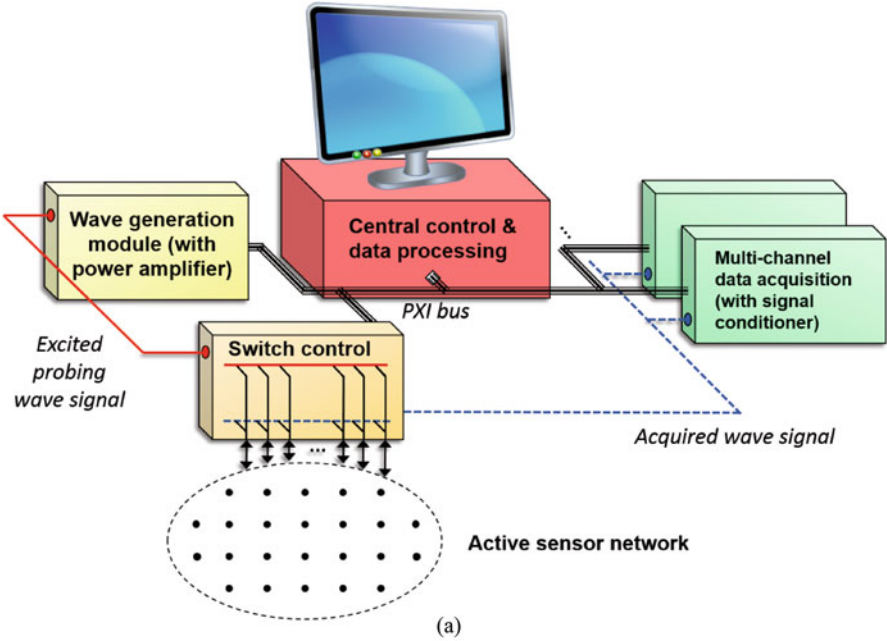 Wave generation
module (with
power amplifier)
Central control &
data processing
...
Multi-channel
data acquisition
(with signal
conditioner)
PXI bus
Switch control
Excited
probing
wave signal
...
Acquired wave signal
Active sensor network
(a)